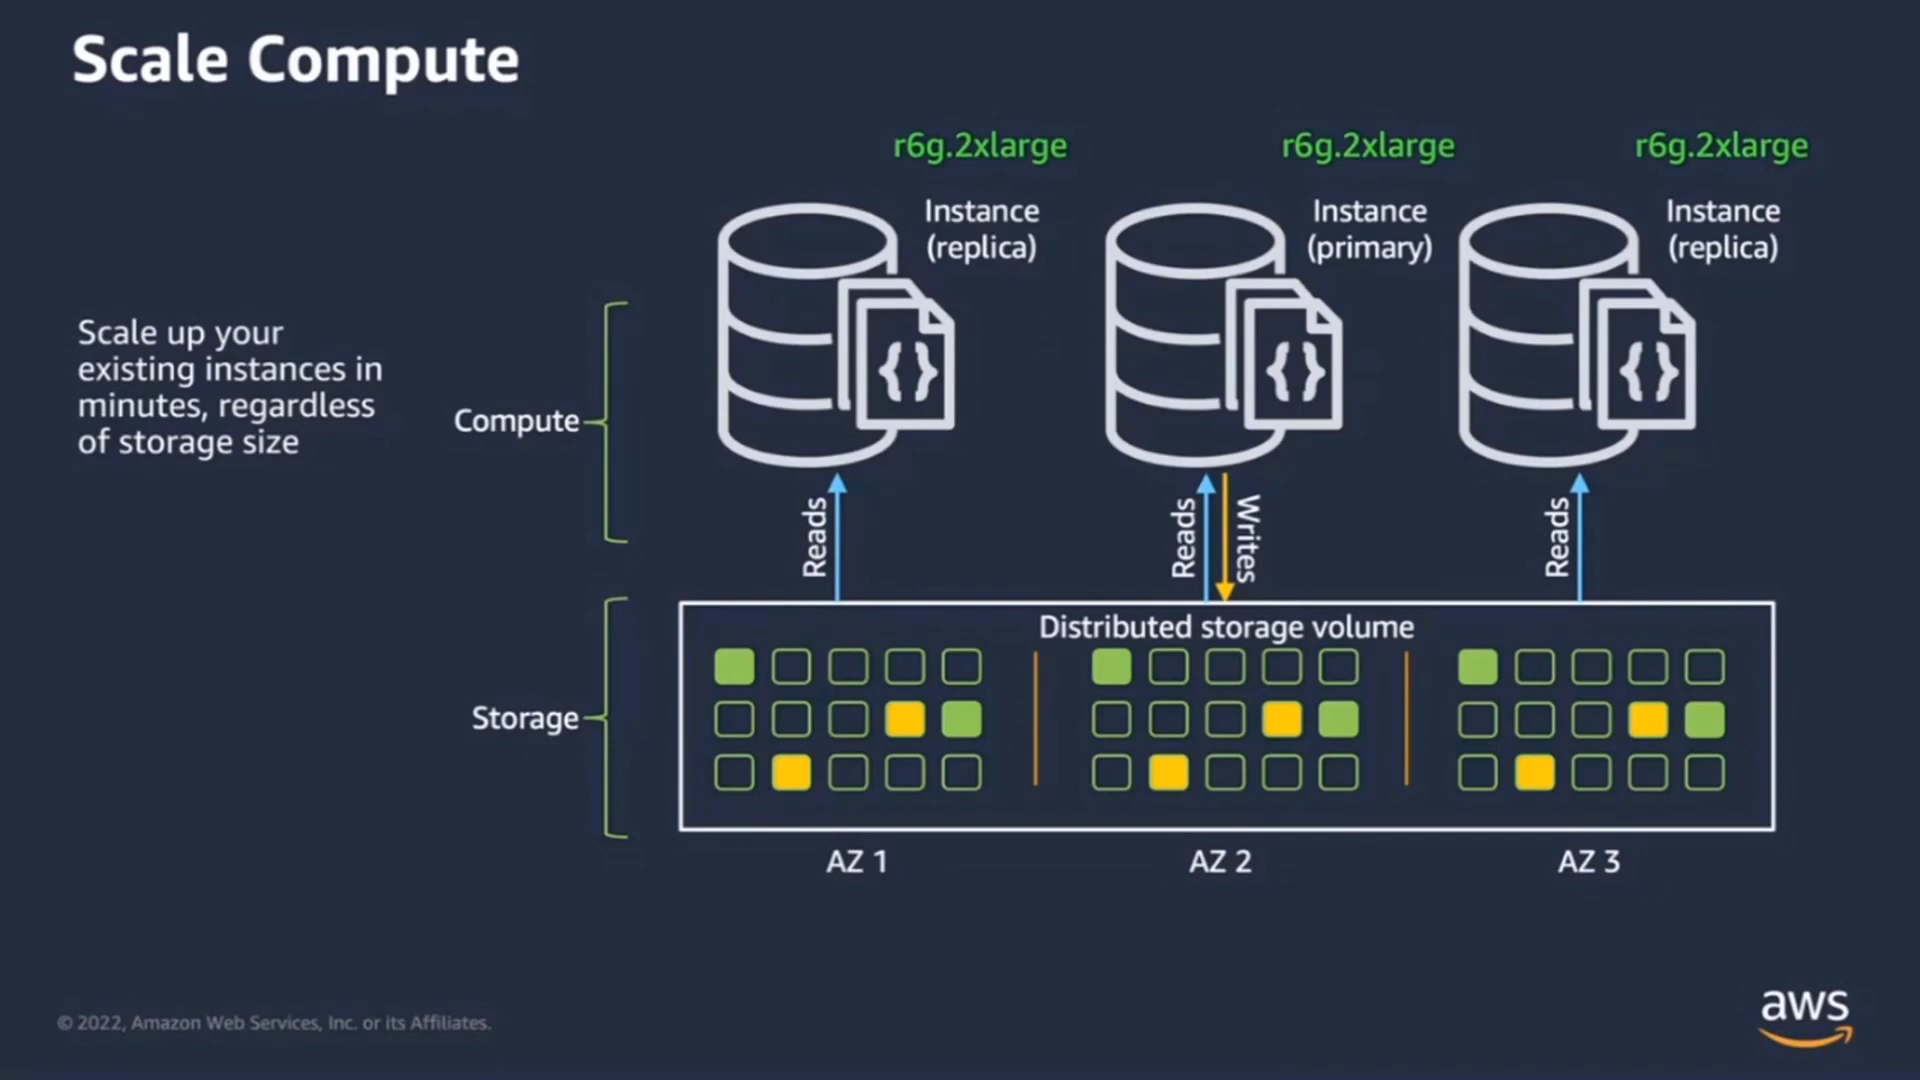 Scale Compute
r6g.2xlarge
r6g.2xlarge
r6g.2xlarge
Instance
(replica)
Instance
(primary)
Instance
(replica)
Scale up your
existing instances in
minutes, regardless
of storage size
Compute
{}
{}
{}
Reads
Reads
Writes
Reads
Distributed storage volume
Storage
AZ 1
AZ 2
AZ 3
© 2022, Amazon Web Services, Inc. or its Affiliates.
aws